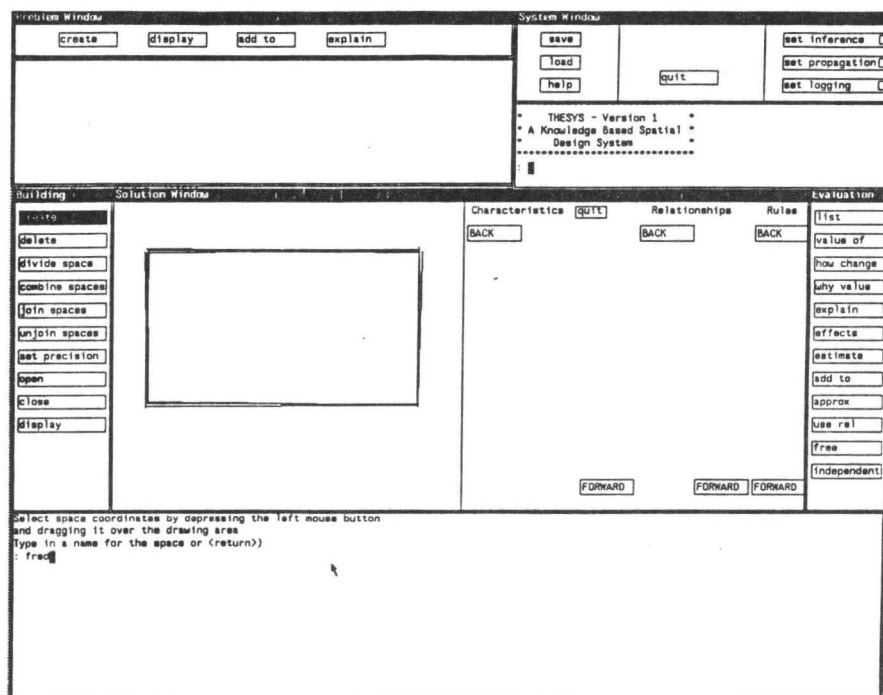 Problem Window
create display add to explain
System Window
save
load
help
quit
set inference
set propagation
set logging
* THESYS - Version 1 *
* A Knowledge Based Spatial *
* Design System *
*******************************
:
Building
create
delete
divide space
combine spaces
join spaces
unjoin spaces
set precision
open
close
display
Solution Window
Characteristics quit Relationships Rules
BACK BACK BACK
FORWARD FORWARD FORWARD
Evaluation
list
value of
how change
why value
explain
effects
estimate
add to
approx
use rel
free
independent
Select space coordinates by depressing the left mouse button
and dragging it over the drawing area
Type in a name for the space or <return>)
: fred